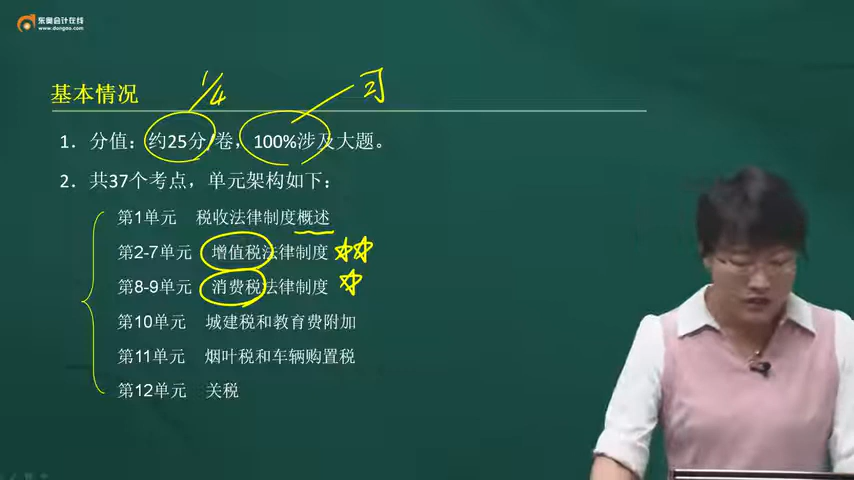 东奥会计在线
www.dongao.com
1/4
可
基本情况
1. 分值：约25分/卷，100%涉及大题。
2. 共37个考点，单元架构如下：
第1单元 税收法律制度概述
第2-7单元 增值税法律制度
第8-9单元 消费税法律制度
第10单元 城建税和教育费附加
第11单元 烟叶税和车辆购置税
第12单元 关税